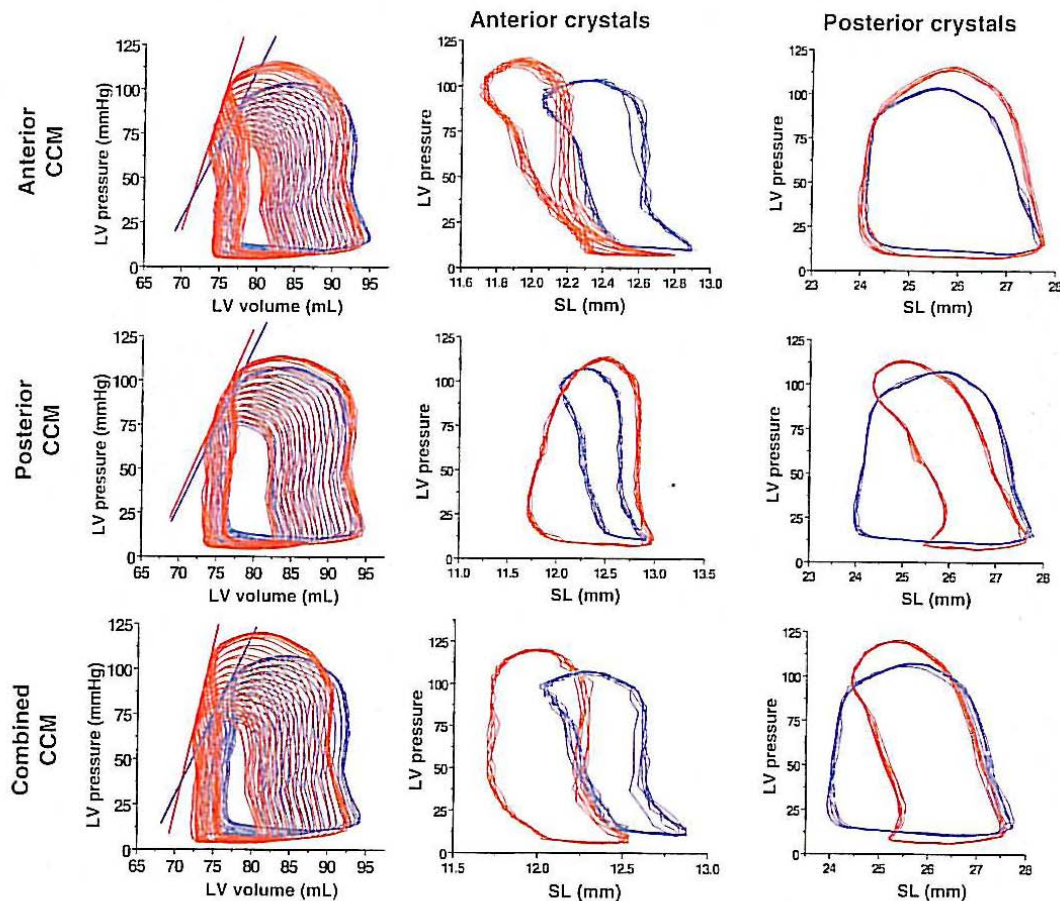 Anterior crystals
Posterior crystals
Anterior
CCM
LV pressure (mmHg)
125
100
75
50
25
0
65 70 75 80 85 90 95
LV volume (mL)
LV pressure
125
100
75
50
25
0
11.6 11.8 12.0 12.2 12.4 12.6 12.8 13.0
SL (mm)
LV pressure
125
100
75
50
25
0
23 24 25 26 27 28
SL (mm)
Posterior
CCM
LV pressure (mmHg)
125
100
75
50
25
0
65 70 75 80 85 90 95
LV volume (mL)
LV pressure
125
100
75
50
25
0
11.0 11.5 12.0 12.5 13.0 13.5
SL (mm)
LV pressure
125
100
75
50
25
0
23 24 25 26 27 28
SL (mm)
Combined
CCM
LV pressure (mmHg)
125
100
75
50
25
0
65 70 75 80 85 90 95
LV volume (mL)
LV pressure
125
100
75
50
25
0
11.5 12.0 12.5 13.0
SL (mm)
LV pressure
125
100
75
50
25
0
24 25 26 27 28
SL (mm)